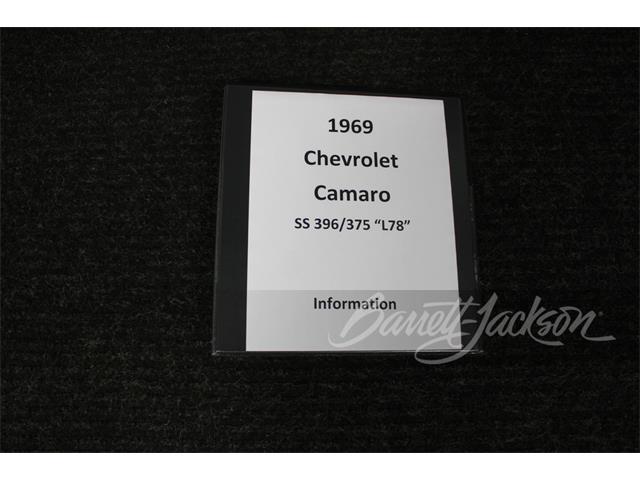 1969
Chevrolet
Camaro
SS 396/375 “L78”
Information
Barrett-Jackson